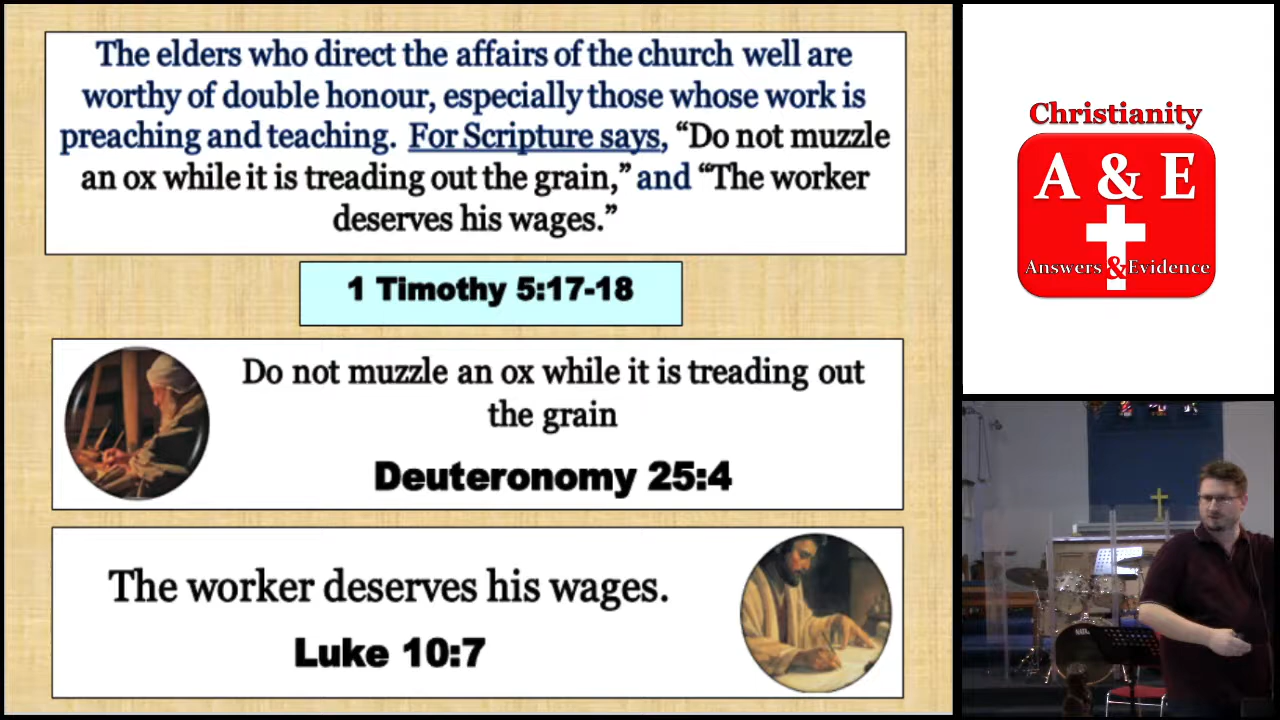 The elders who direct the affairs of the church well are
worthy of double honour, especially those whose work is
preaching and teaching. For Scripture says, “Do not muzzle
an ox while it is treading out the grain,” and “The worker
deserves his wages.”
1 Timothy 5:17-18
Do not muzzle an ox while it is treading out
the grain
Deuteronomy 25:4
The worker deserves his wages.
Luke 10:7
Christianity
A & E
Answers & Evidence